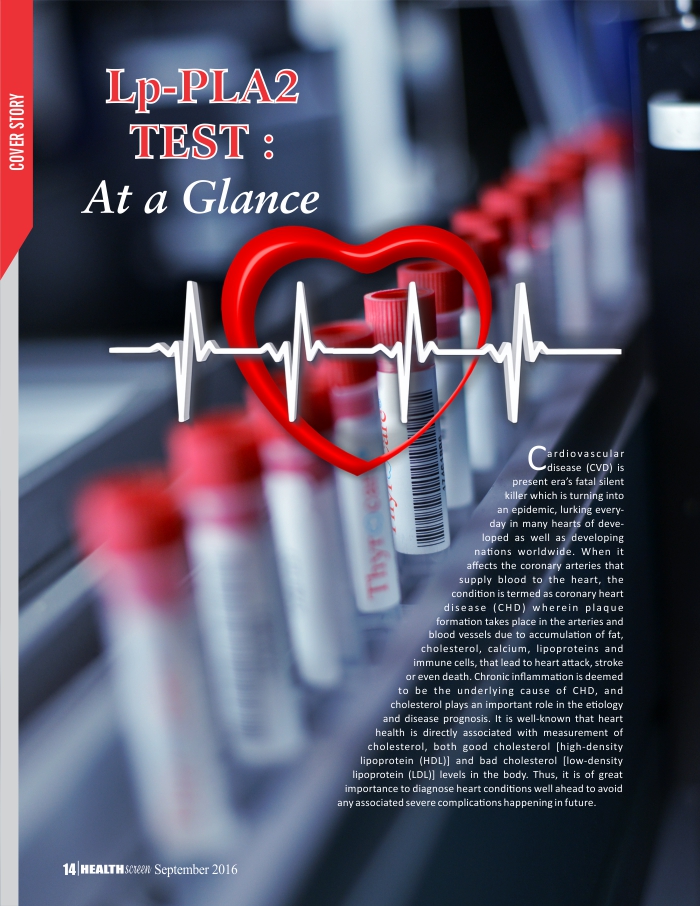 COVER STORY
Lp-PLA2
TEST :
At a Glance
Thyrocare
Cardiovascular
disease (CVD) is
present era’s fatal silent
killer which is turning into
an epidemic, lurking every-
day in many hearts of deve-
loped as well as developing
nations worldwide. When it
affects the coronary arteries that
supply blood to the heart, the
condition is termed as coronary heart
disease (CHD) wherein plaque
formation takes place in the arteries and
blood vessels due to accumulation of fat,
cholesterol, calcium, lipoproteins and
immune cells, that lead to heart attack, stroke
or even death. Chronic inflammation is deemed
to be the underlying cause of CHD, and
cholesterol plays an important role in the etiology
and disease prognosis. It is well-known that heart
health is directly associated with measurement of
cholesterol, both good cholesterol [high-density
lipoprotein (HDL)] and bad cholesterol [low-density
lipoprotein (LDL)] levels in the body. Thus, it is of great
importance to diagnose heart conditions well ahead to avoid
any associated severe complications happening in future.
14 HEALTHscreen September 2016